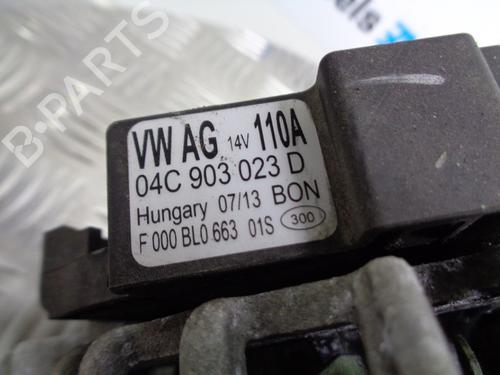 VW AG 14V 110A
04C 903 023 D
Hungary 07/13 BON
F 000 BL0 663 01S 300
B-PARTS